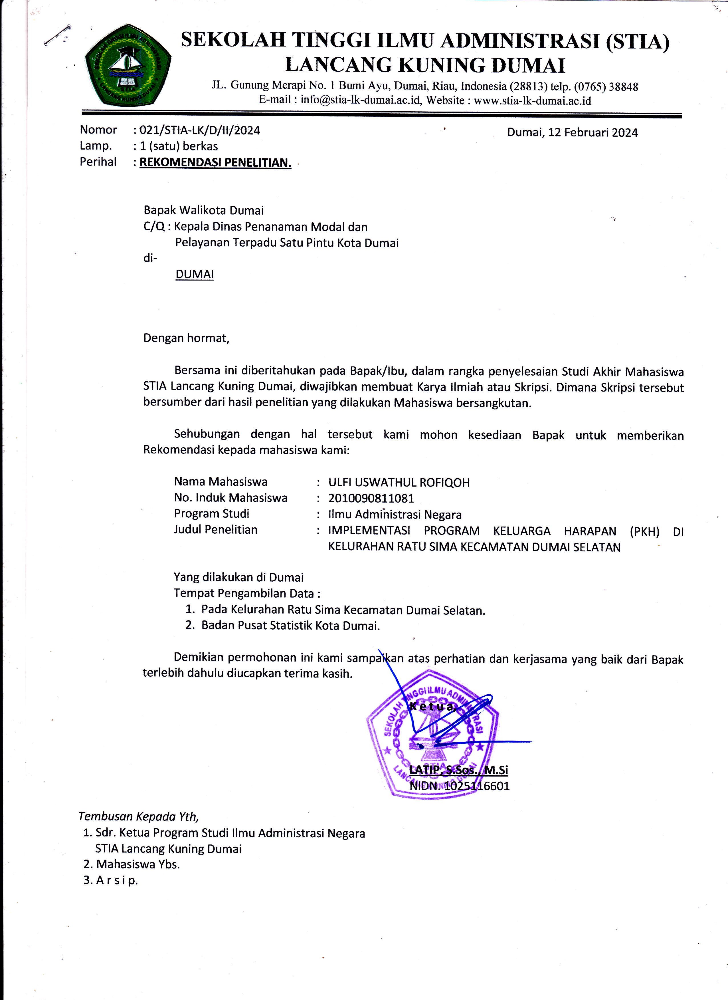 SEKOLAH TINGGI ILMU ADMINISTRASI (STIA)
LANCANG KUNING DUMAI
JL. Gunung Merapi No. 1 Bumi Ayu, Dumai, Riau, Indonesia (28813) telp. (0765) 38848
E-mail : info@stia-lk-dumai.ac.id, Website : www.stia-lk-dumai.ac.id
SEKOLAH TINGGI ILMU ADMINISTRASI
STIA
LANCANG KUNING DUMAI
Nomor : 021/STIA-LK/D/II/2024 Dumai, 12 Februari 2024
Lamp. : 1 (satu) berkas
Perihal : REKOMENDASI PENELITIAN.
Bapak Walikota Dumai
C/Q : Kepala Dinas Penanaman Modal dan
Pelayanan Terpadu Satu Pintu Kota Dumai
di-
DUMAI
Dengan hormat,
Bersama ini diberitahukan pada Bapak/Ibu, dalam rangka penyelesaian Studi Akhir Mahasiswa
STIA Lancang Kuning Dumai, diwajibkan membuat Karya Ilmiah atau Skripsi. Dimana Skripsi tersebut
bersumber dari hasil penelitian yang dilakukan Mahasiswa bersangkutan.
Sehubungan dengan hal tersebut kami mohon kesediaan Bapak untuk memberikan
Rekomendasi kepada mahasiswa kami:
Nama Mahasiswa : ULFI USWATHUL ROFIQOH
No. Induk Mahasiswa : 2010090811081
Program Studi : Ilmu Administrasi Negara
Judul Penelitian : IMPLEMENTASI PROGRAM KELUARGA HARAPAN (PKH) DI
KELURAHAN RATU SIMA KECAMATAN DUMAI SELATAN
Yang dilakukan di Dumai
Tempat Pengambilan Data :
1. Pada Kelurahan Ratu Sima Kecamatan Dumai Selatan.
2. Badan Pusat Statistik Kota Dumai.
Demikian permohonan ini kami sampaikan atas perhatian dan kerjasama yang baik dari Bapak
terlebih dahulu diucapkan terima kasih.
K e t u a,
SEKOLAH TINGGI ILMU ADMINISTRASI
STIA
LANCANG KUNING DUMAI
LATIP, S.Sos., M.Si
NIDN. 1025116601
Tembusan Kepada Yth,
1. Sdr. Ketua Program Studi Ilmu Administrasi Negara
STIA Lancang Kuning Dumai
2. Mahasiswa Ybs.
3. A r s i p.